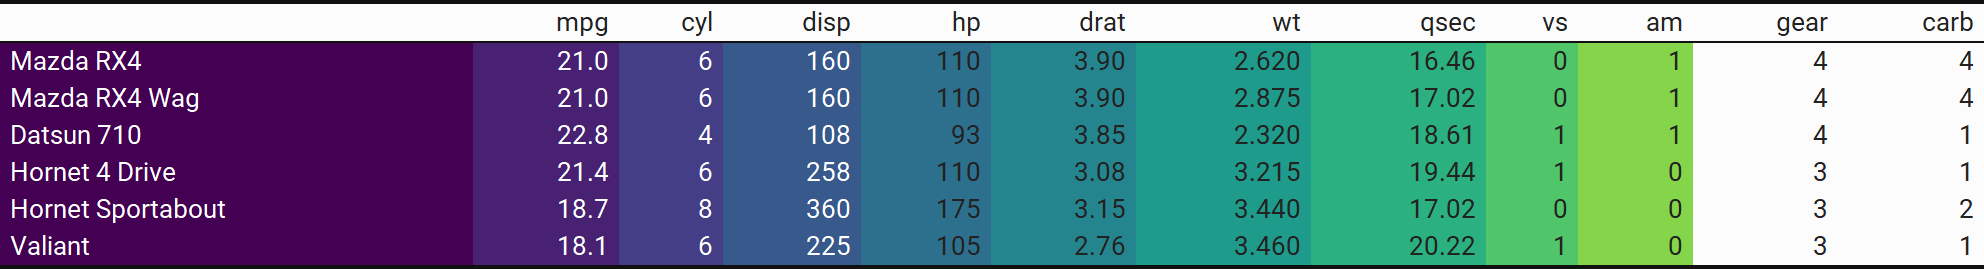 mpg cyl disp hp drat wt qsec vs am gear carb
Mazda RX4 21.0 6 160 110 3.90 2.620 16.46 0 1 4 4
Mazda RX4 Wag 21.0 6 160 110 3.90 2.875 17.02 0 1 4 4
Datsun 710 22.8 4 108 93 3.85 2.320 18.61 1 1 4 1
Hornet 4 Drive 21.4 6 258 110 3.08 3.215 19.44 1 0 3 1
Hornet Sportabout 18.7 8 360 175 3.15 3.440 17.02 0 0 3 2
Valiant 18.1 6 225 105 2.76 3.460 20.22 1 0 3 1